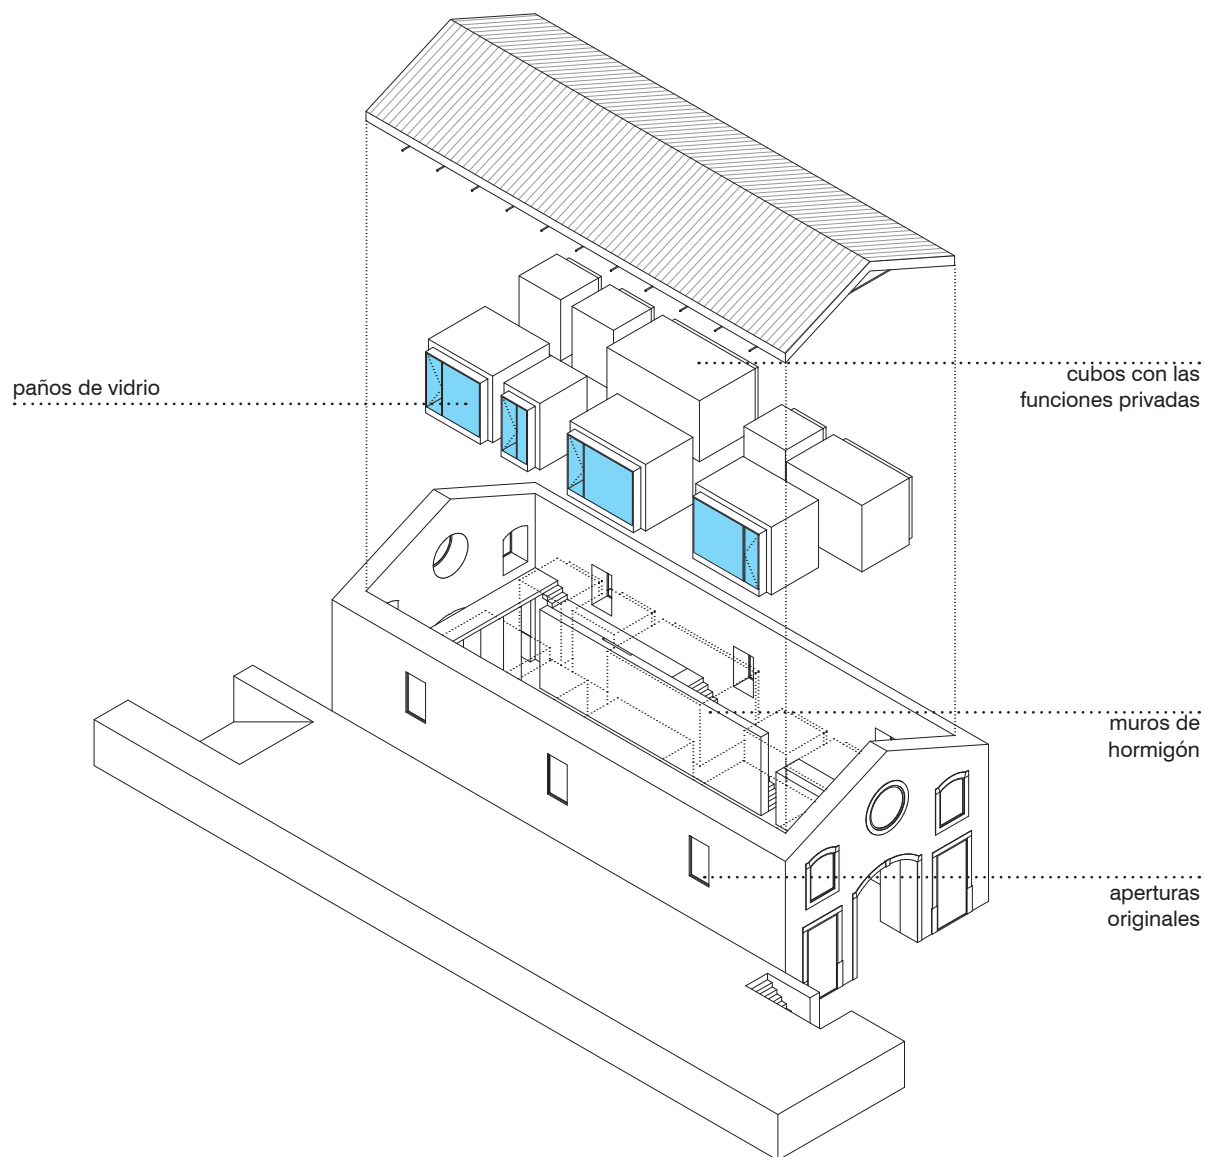 cubos con las
funciones privadas
paños de vidrio
muros de
hormigón
aperturas
originales